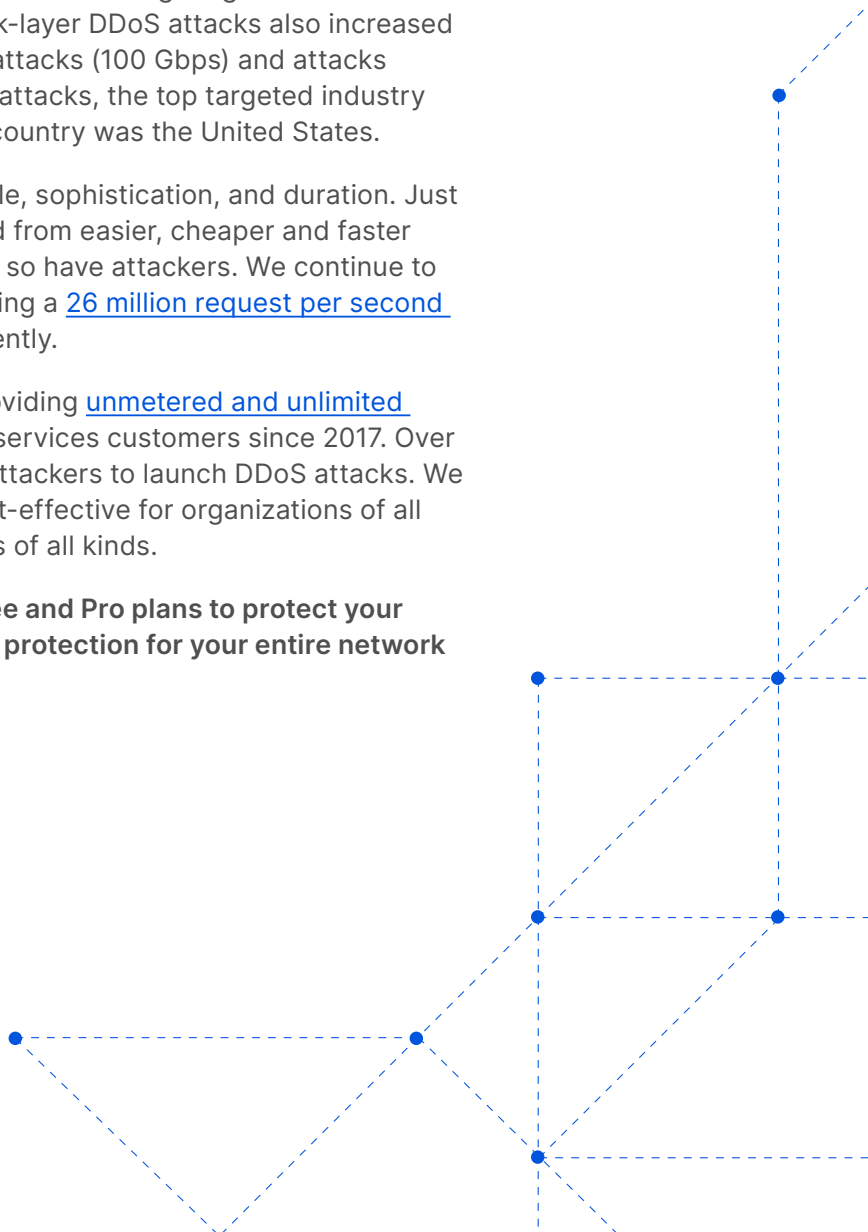 k-layer DDoS attacks also increased
attacks (100 Gbps) and attacks
attacks, the top targeted industry
country was the United States.
le, sophistication, and duration. Just
d from easier, cheaper and faster
so have attackers. We continue to
ing a 26 million request per second
ently.
oviding unmetered and unlimited
services customers since 2017. Over
attackers to launch DDoS attacks. We
t-effective for organizations of all
s of all kinds.
ee and Pro plans to protect your
protection for your entire network